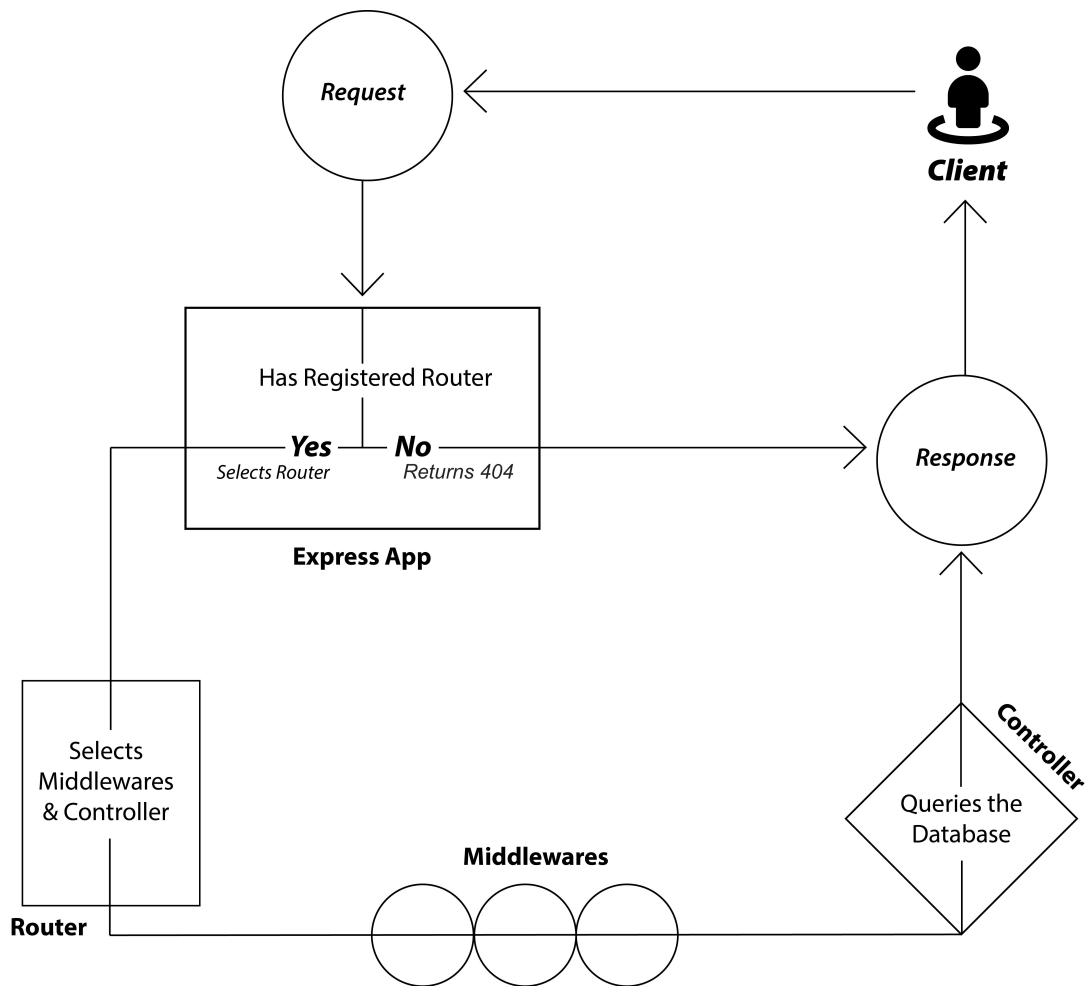 Request
Client
Has Registered Router
Yes No
Selects Router Returns 404
Response
Express App
Selects
Middlewares
& Controller
Router
Middlewares
Controller
Queries the
Database